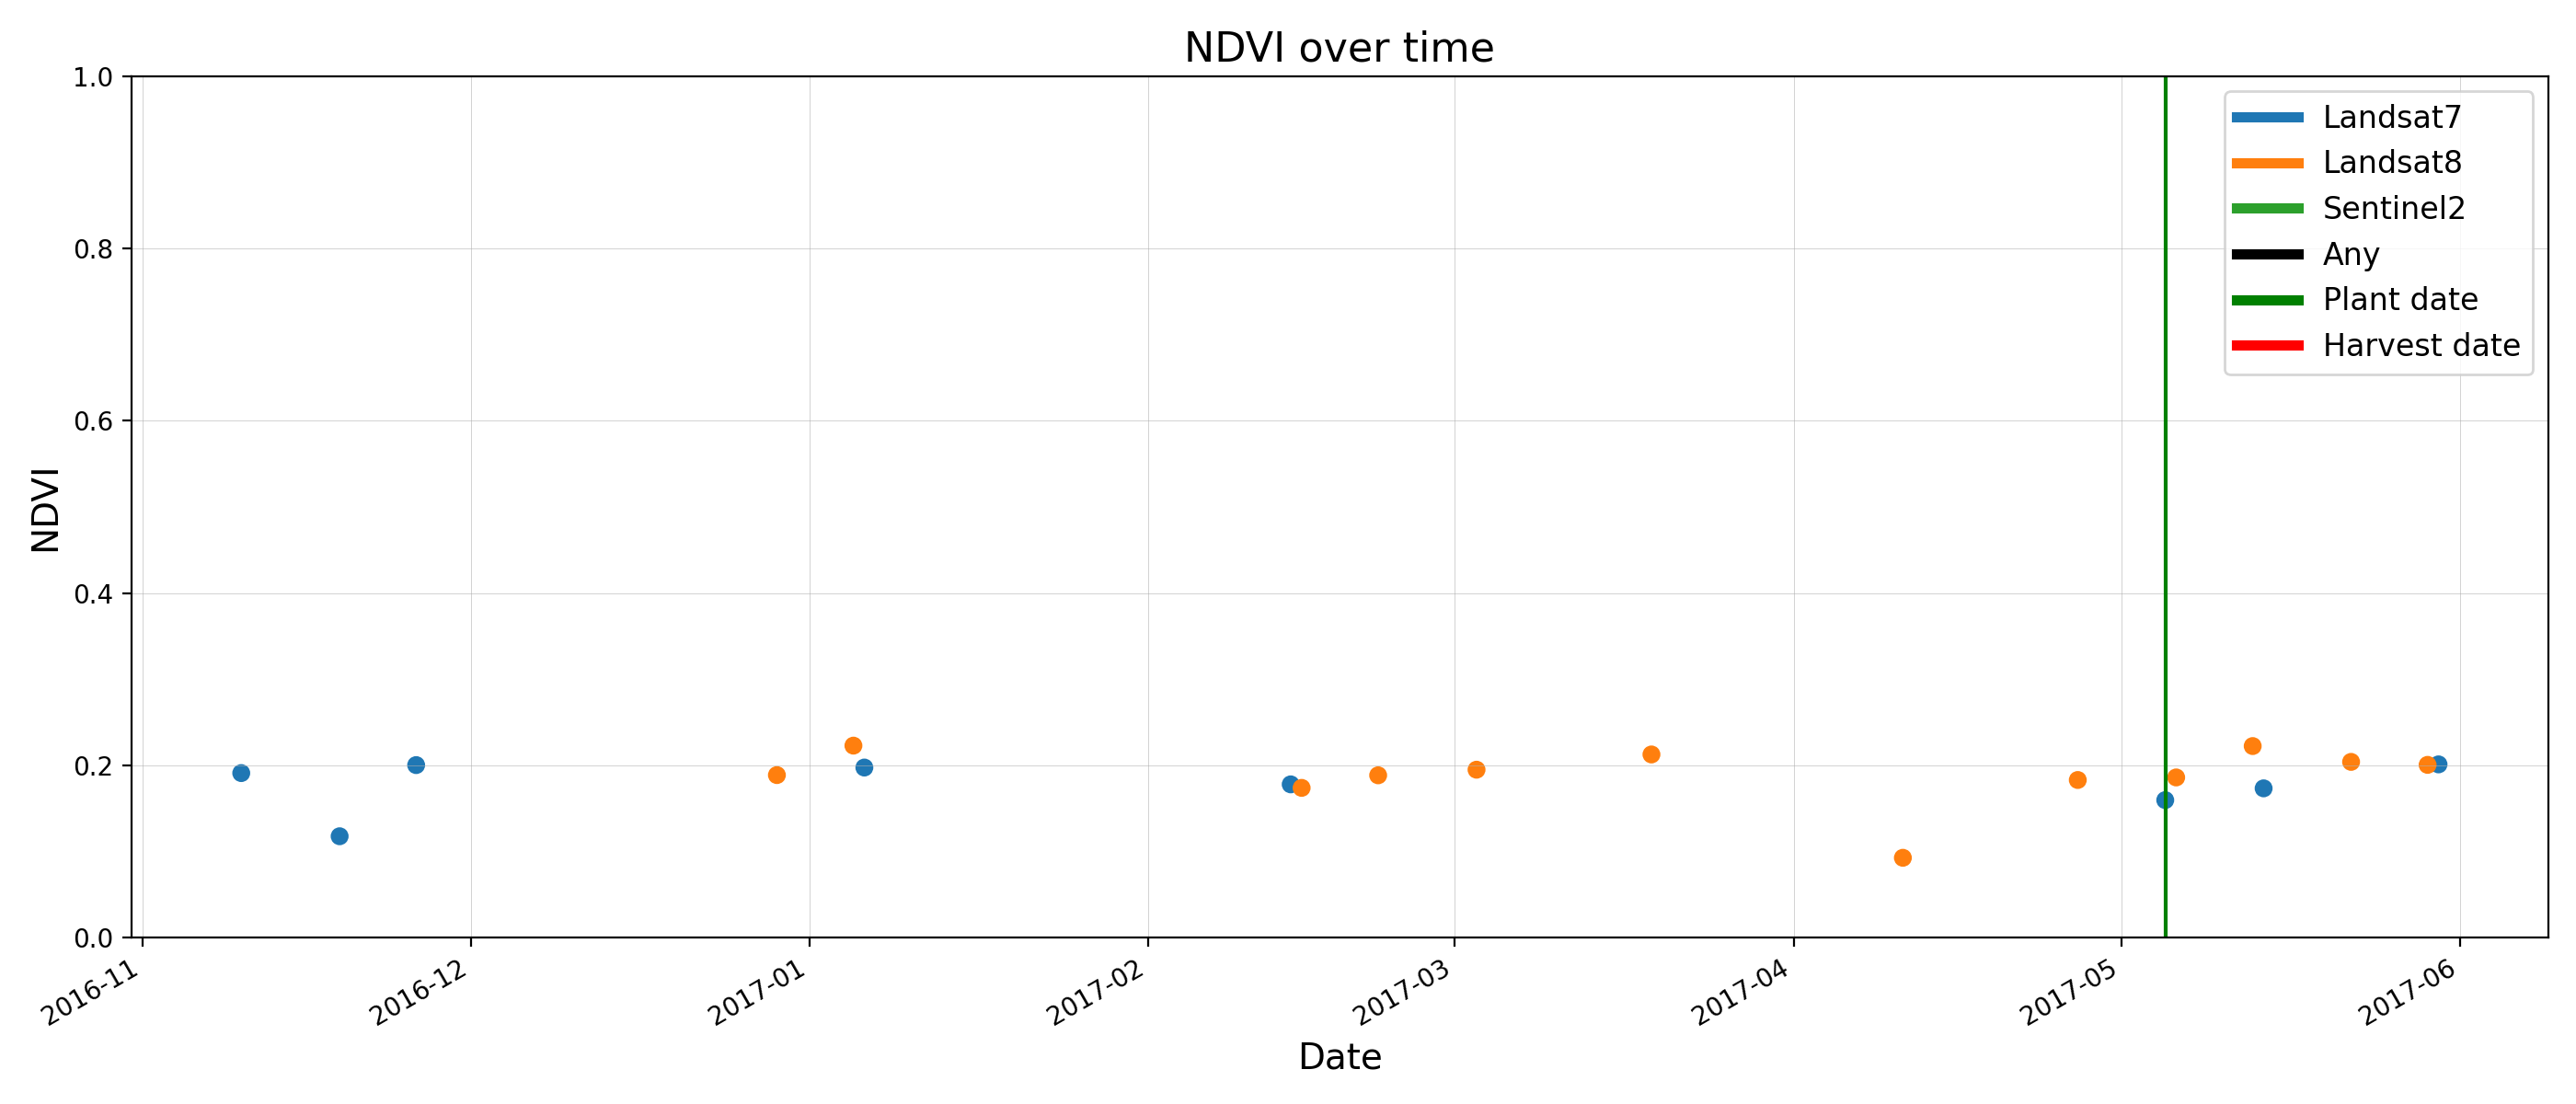 NDVI over time
1.0
0.8
0.6
0.4
0.2
0.0
NDVI
Landsat7
Landsat8
Sentinel2
Any
Plant date
Harvest date
2016-11
2016-12
2017-01
2017-02
2017-03
2017-04
2017-05
2017-06
Date